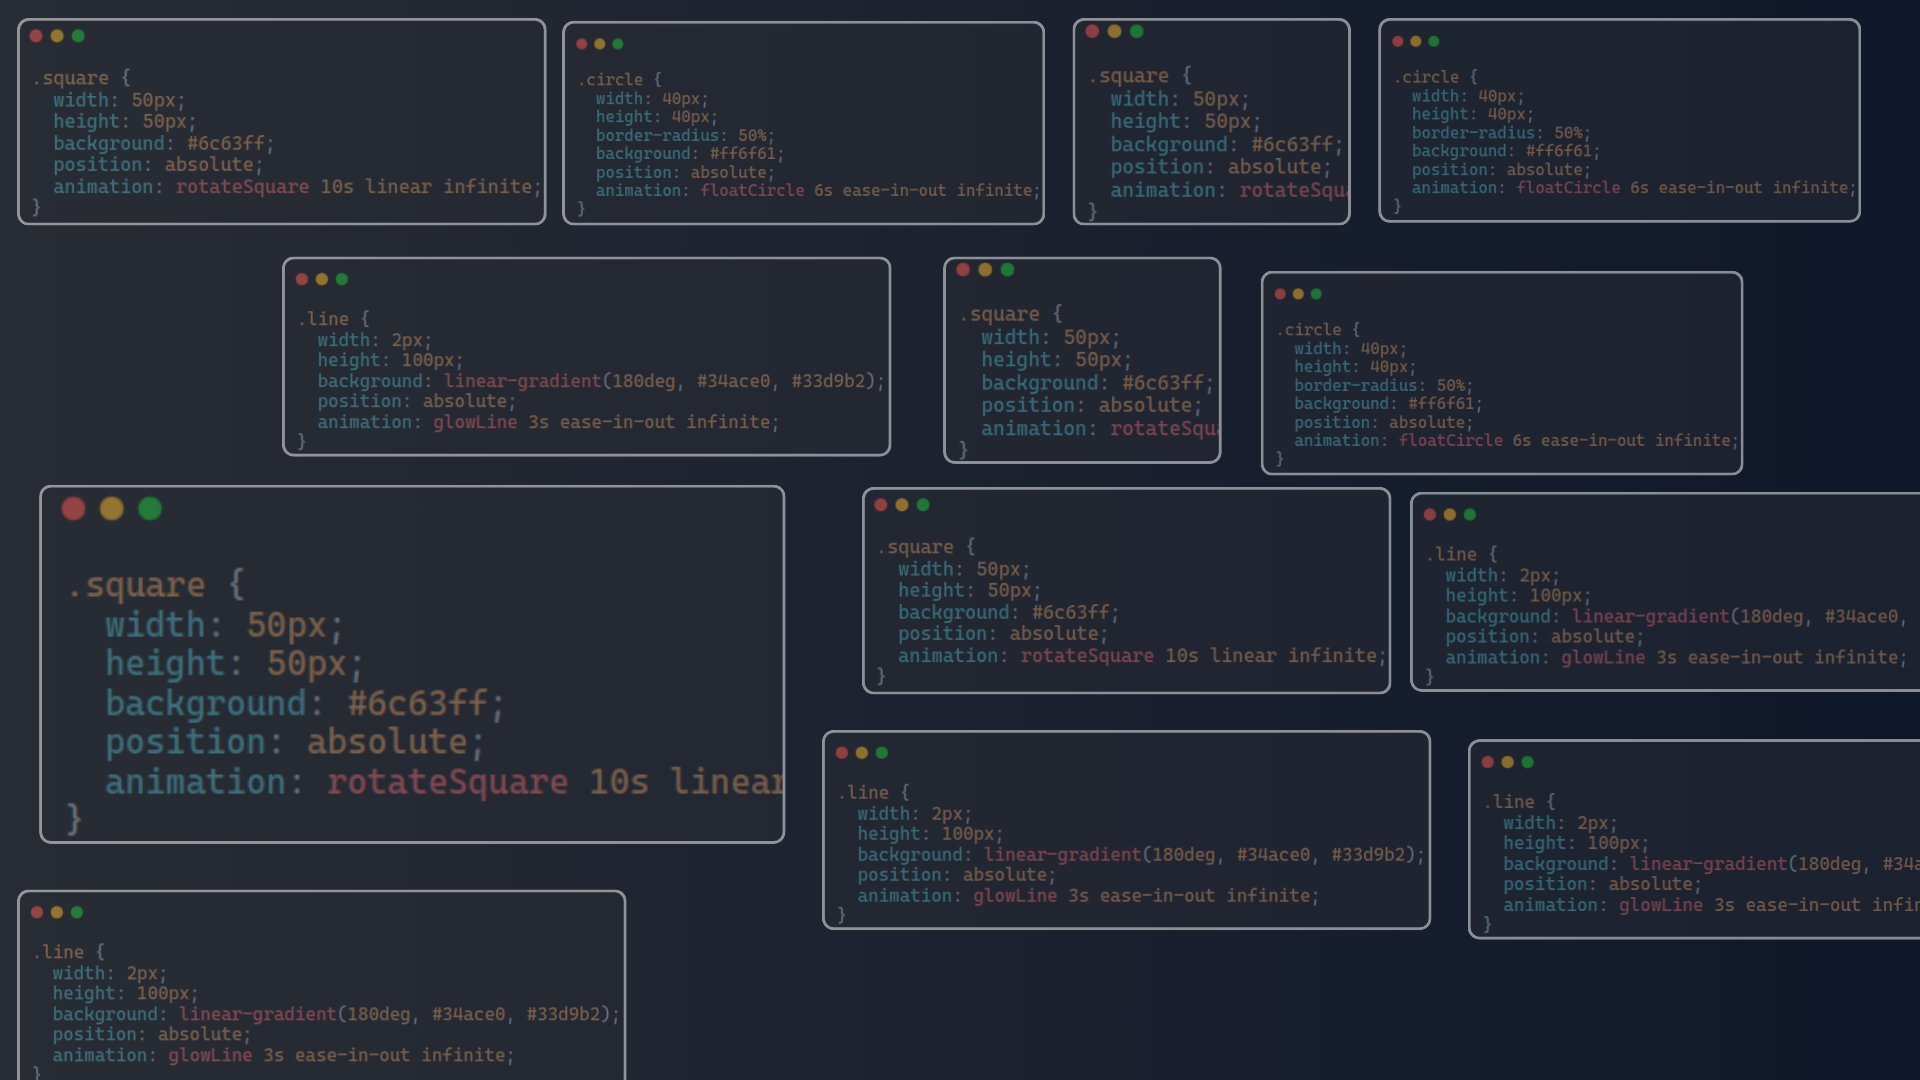 .square {
width: 50px;
height: 50px;
background: #6c63ff;
position: absolute;
animation: rotateSquare 10s linear infinite;
}
.circle {
width: 40px;
height: 40px;
border-radius: 50%;
background: #ff6f61;
position: absolute;
animation: floatCircle 6s ease-in-out infinite;
}
.square {
width: 50px;
height: 50px;
background: #6c63ff;
position: absolute;
animation: rotateSqu
}
.circle {
width: 40px;
height: 40px;
border-radius: 50%;
background: #ff6f61;
position: absolute;
animation: floatCircle 6s ease-in-out infinite;
}
.line {
width: 2px;
height: 100px;
background: linear-gradient(180deg, #34ace0, #33d9b2);
position: absolute;
animation: glowLine 3s ease-in-out infinite;
}
.square {
width: 50px;
height: 50px;
background: #6c63ff;
position: absolute;
animation: rotateSqu
}
.circle {
width: 40px;
height: 40px;
border-radius: 50%;
background: #ff6f61;
position: absolute;
animation: floatCircle 6s ease-in-out infinite;
}
.square {
width: 50px;
height: 50px;
background: #6c63ff;
position: absolute;
animation: rotateSquare 10s linear
}
.square {
width: 50px;
height: 50px;
background: #6c63ff;
position: absolute;
animation: rotateSquare 10s linear infinite;
}
.line {
width: 2px;
height: 100px;
background: linear-gradient(180deg, #34ace0,
position: absolute;
animation: glowLine 3s ease-in-out infinite;
}
.line {
width: 2px;
height: 100px;
background: linear-gradient(180deg, #34ace0, #33d9b2);
position: absolute;
animation: glowLine 3s ease-in-out infinite;
}
.line {
width: 2px;
height: 100px;
background: linear-gradient(180deg, #34a
position: absolute;
animation: glowLine 3s ease-in-out infin
}
.line {
width: 2px;
height: 100px;
background: linear-gradient(180deg, #34ace0, #33d9b2);
position: absolute;
animation: glowLine 3s ease-in-out infinite;
}